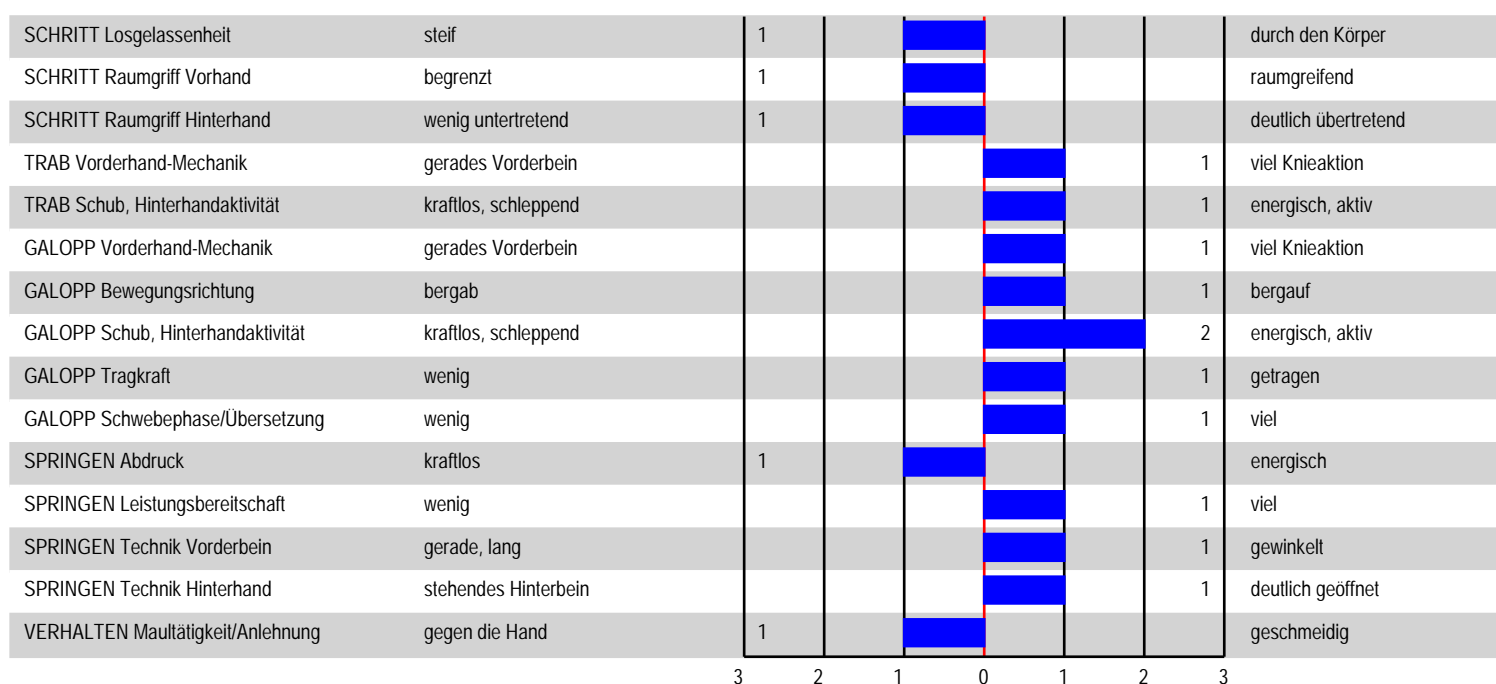 SCHRITT Losgelassenheit steif 1 durch den Körper
SCHRITT Raumgriff Vorhand begrenzt 1 raumgreifend
SCHRITT Raumgriff Hinterhand wenig untertretend 1 deutlich übertretend
TRAB Vorderhand-Mechanik gerades Vorderbein 1 viel Knieaktion
TRAB Schub, Hinterhandaktivität kraftlos, schleppend 1 energisch, aktiv
GALOPP Vorderhand-Mechanik gerades Vorderbein 1 viel Knieaktion
GALOPP Bewegungsrichtung bergab 1 bergauf
GALOPP Schub, Hinterhandaktivität kraftlos, schleppend 2 energisch, aktiv
GALOPP Tragkraft wenig 1 getragen
GALOPP Schwebephase/Übersetzung wenig 1 viel
SPRINGEN Abdruck kraftlos 1 energisch
SPRINGEN Leistungsbereitschaft wenig 1 viel
SPRINGEN Technik Vorderbein gerade, lang 1 gewinkelt
SPRINGEN Technik Hinterhand stehendes Hinterbein 1 deutlich geöffnet
VERHALTEN Maultätigkeit/Anlehnung gegen die Hand 1 geschmeidig
3 2 1 0 1 2 3